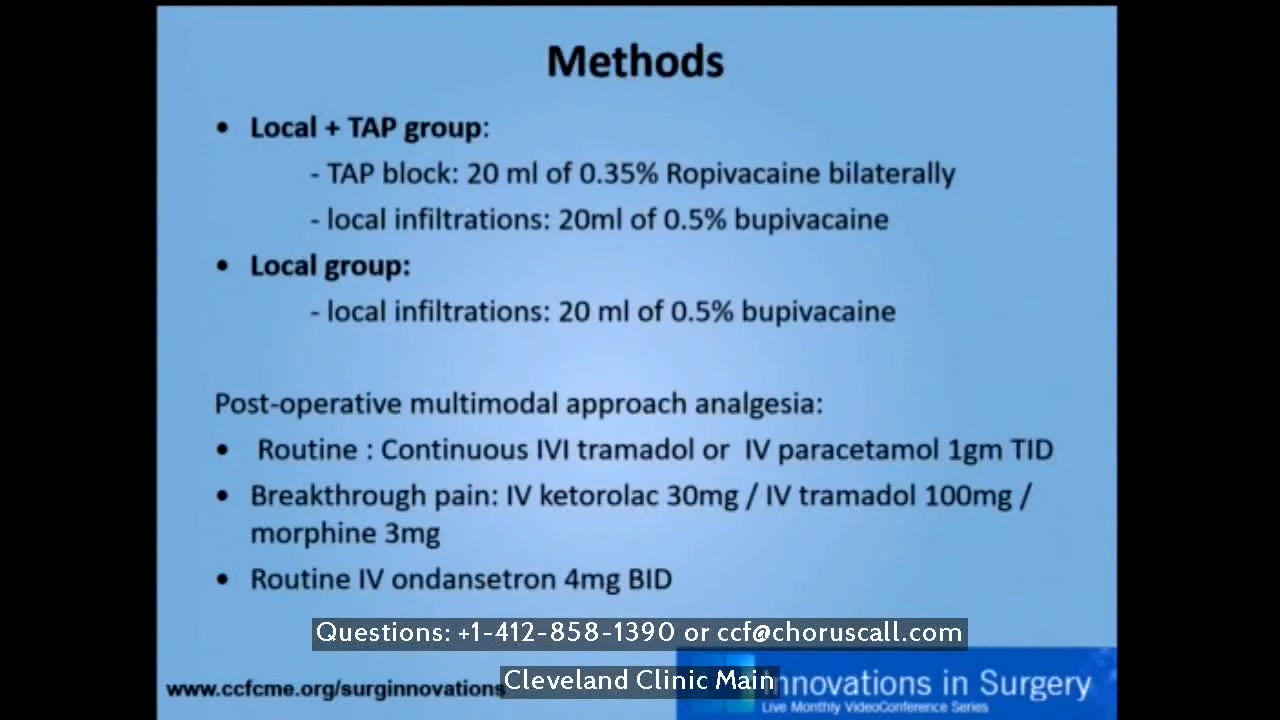 Methods
• Local + TAP group:
- TAP block: 20 ml of 0.35% Ropivacaine bilaterally
- local infiltrations: 20ml of 0.5% bupivacaine
• Local group:
- local infiltrations: 20 ml of 0.5% bupivacaine
Post-operative multimodal approach analgesia:
• Routine : Continuous IVI tramadol or IV paracetamol 1gm TID
• Breakthrough pain: IV ketorolac 30mg / IV tramadol 100mg /
morphine 3mg
• Routine IV ondansetron 4mg BID
Questions: +1-412-858-1390 or ccf@choruscall.com
www.ccfcme.org/surginnovations
Cleveland Clinic Main
Innovations in Surgery
Live Monthly VideoConference Series